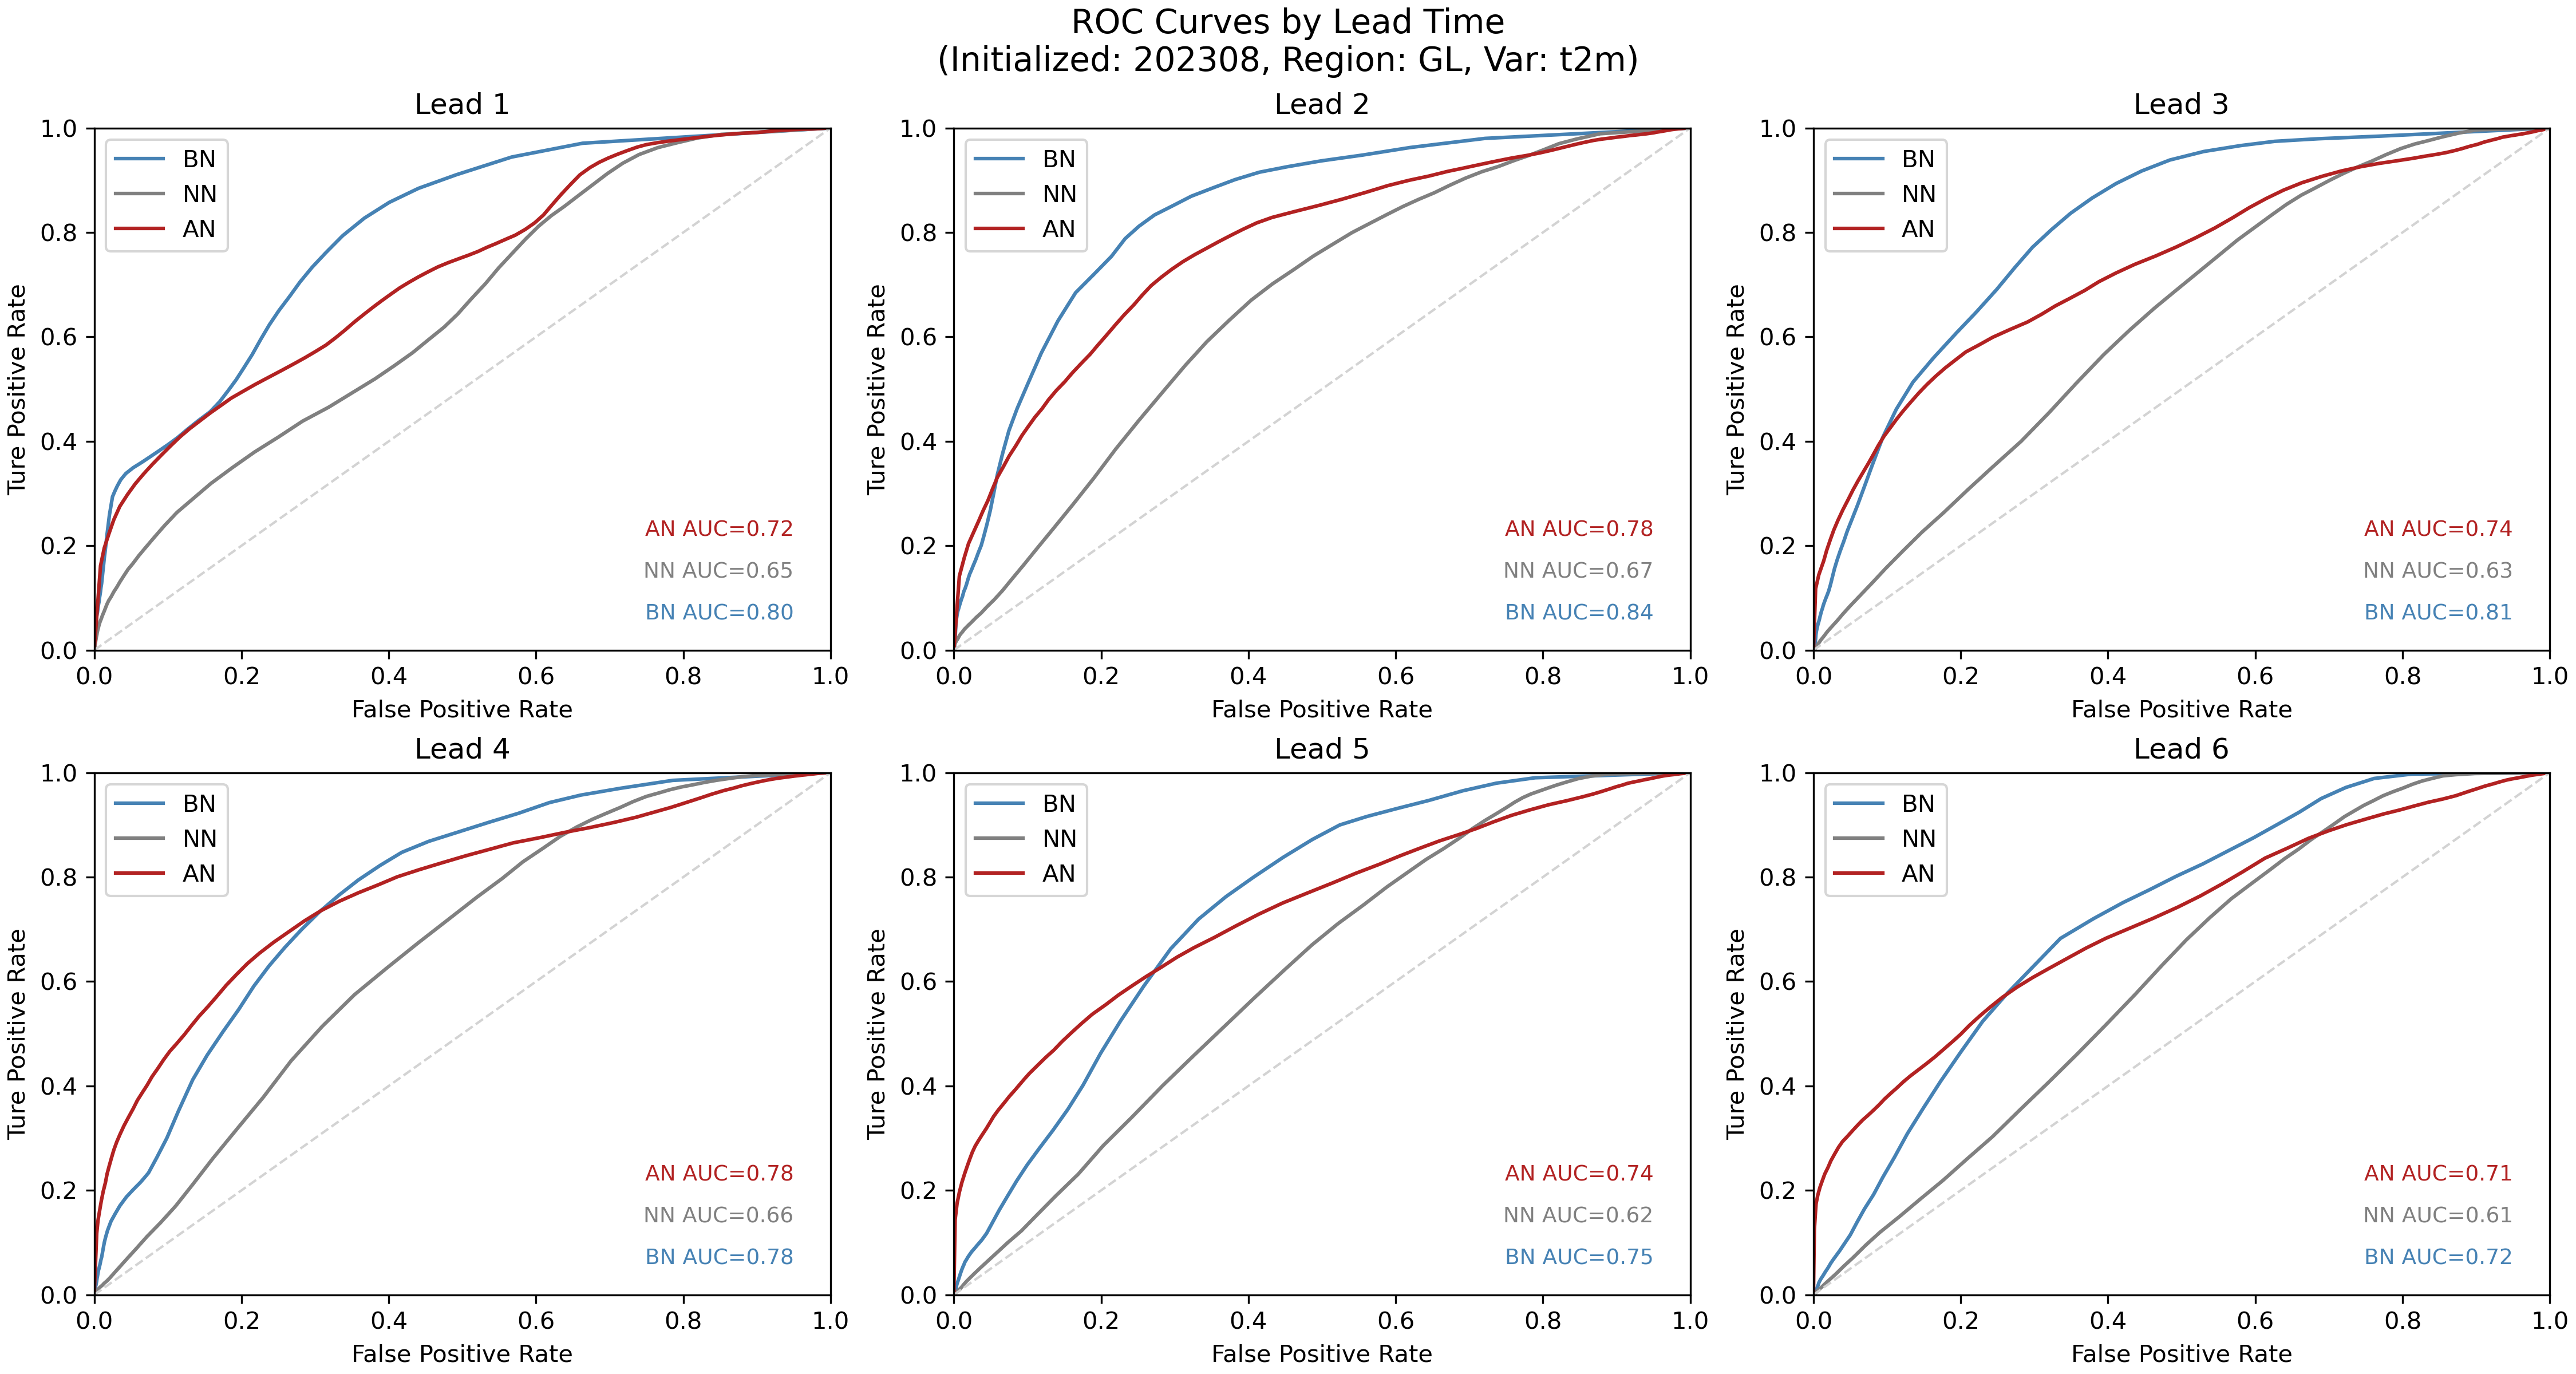 ROC Curves by Lead Time
(Initialized: 202308, Region: GL, Var: t2m)
Lead 1
1.0
0.8
0.6
0.4
0.2
0.0
Ture Positive Rate
BN
NN
AN
AN AUC=0.72
NN AUC=0.65
BN AUC=0.80
0.0 0.2 0.4 0.6 0.8 1.0
False Positive Rate
Lead 2
1.0
0.8
0.6
0.4
0.2
0.0
Ture Positive Rate
BN
NN
AN
AN AUC=0.78
NN AUC=0.67
BN AUC=0.84
0.0 0.2 0.4 0.6 0.8 1.0
False Positive Rate
Lead 3
1.0
0.8
0.6
0.4
0.2
0.0
Ture Positive Rate
BN
NN
AN
AN AUC=0.74
NN AUC=0.63
BN AUC=0.81
0.0 0.2 0.4 0.6 0.8 1.0
False Positive Rate
Lead 4
1.0
0.8
0.6
0.4
0.2
0.0
Ture Positive Rate
BN
NN
AN
AN AUC=0.78
NN AUC=0.66
BN AUC=0.78
0.0 0.2 0.4 0.6 0.8 1.0
False Positive Rate
Lead 5
1.0
0.8
0.6
0.4
0.2
0.0
Ture Positive Rate
BN
NN
AN
AN AUC=0.74
NN AUC=0.62
BN AUC=0.75
0.0 0.2 0.4 0.6 0.8 1.0
False Positive Rate
Lead 6
1.0
0.8
0.6
0.4
0.2
0.0
Ture Positive Rate
BN
NN
AN
AN AUC=0.71
NN AUC=0.61
BN AUC=0.72
0.0 0.2 0.4 0.6 0.8 1.0
False Positive Rate